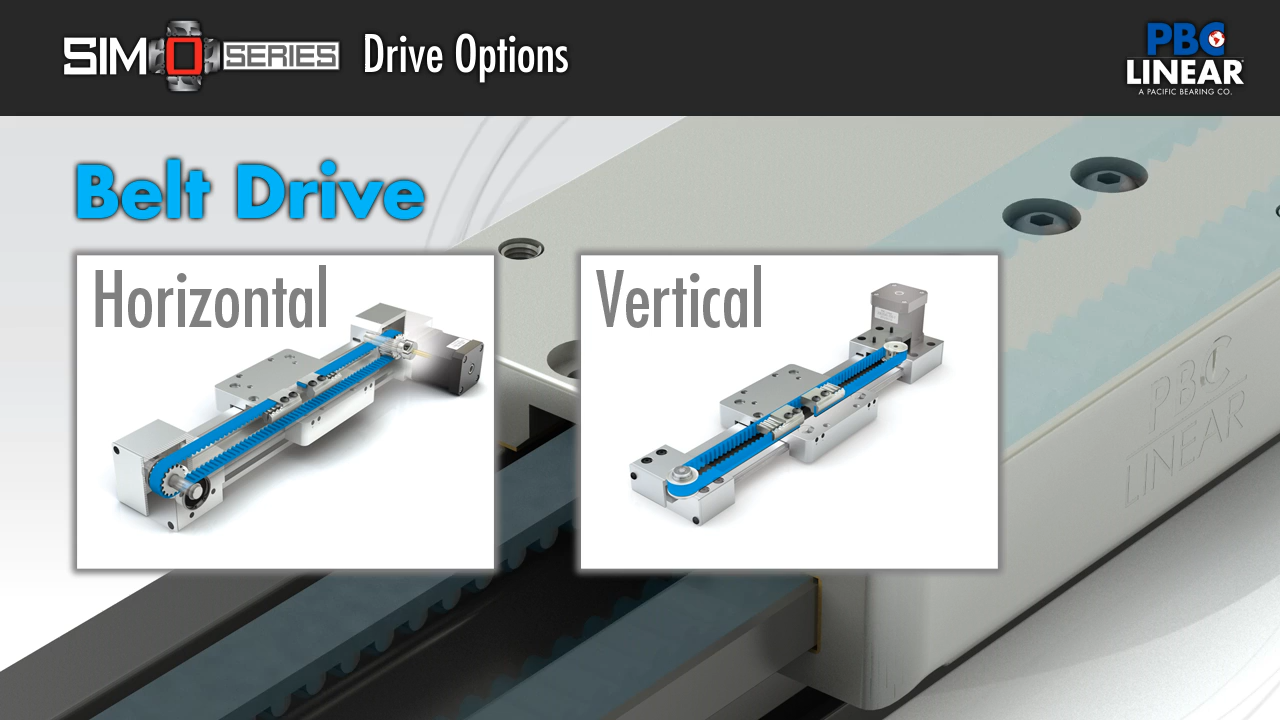 SIMO SERIES Drive Options
PBC
LINEAR
A PACIFIC BEARING CO.
Belt Drive
Horizontal
Vertical
PBC
LINEAR